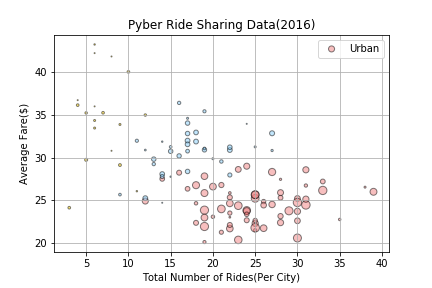 Pyber Ride Sharing Data(2016)
Urban
Average Fare($)
40
35
30
25
20
5 10 15 20 25 30 35 40
Total Number of Rides(Per City)